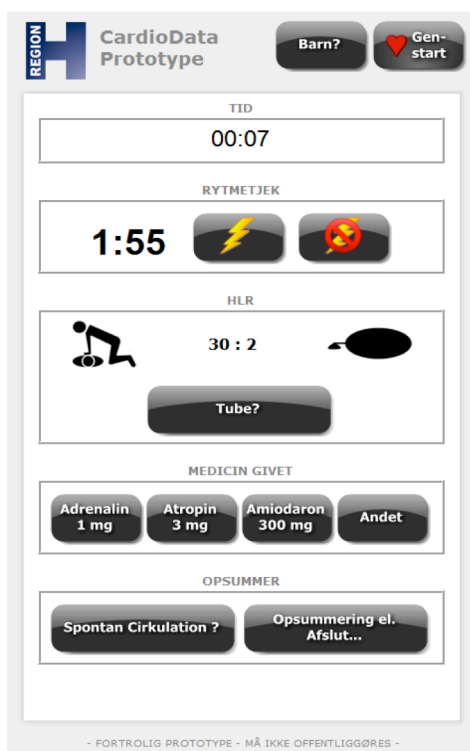 REGION H
CardioData
Prototype
Barn?
Gen-
start
TID
00:07
RYTMETJEK
1:55
HLR
30 : 2
Tube?
MEDICIN GIVET
Adrenalin
1 mg
Atropin
3 mg
Amiodaron
300 mg
Andet
OPSUMMER
Spontan Cirkulation ?
Opsummering el.
Afslut...
- FORTROLIG PROTOTYPE - MÅ IKKE OFFENTLIGGØRES -